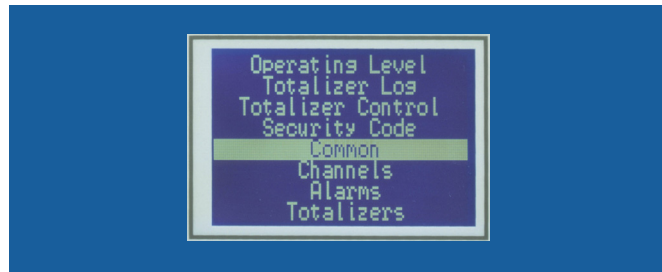 Operating Level
Totalizer Log
Totalizer Control
Security Code
Common
Channels
Alarms
Totalizers